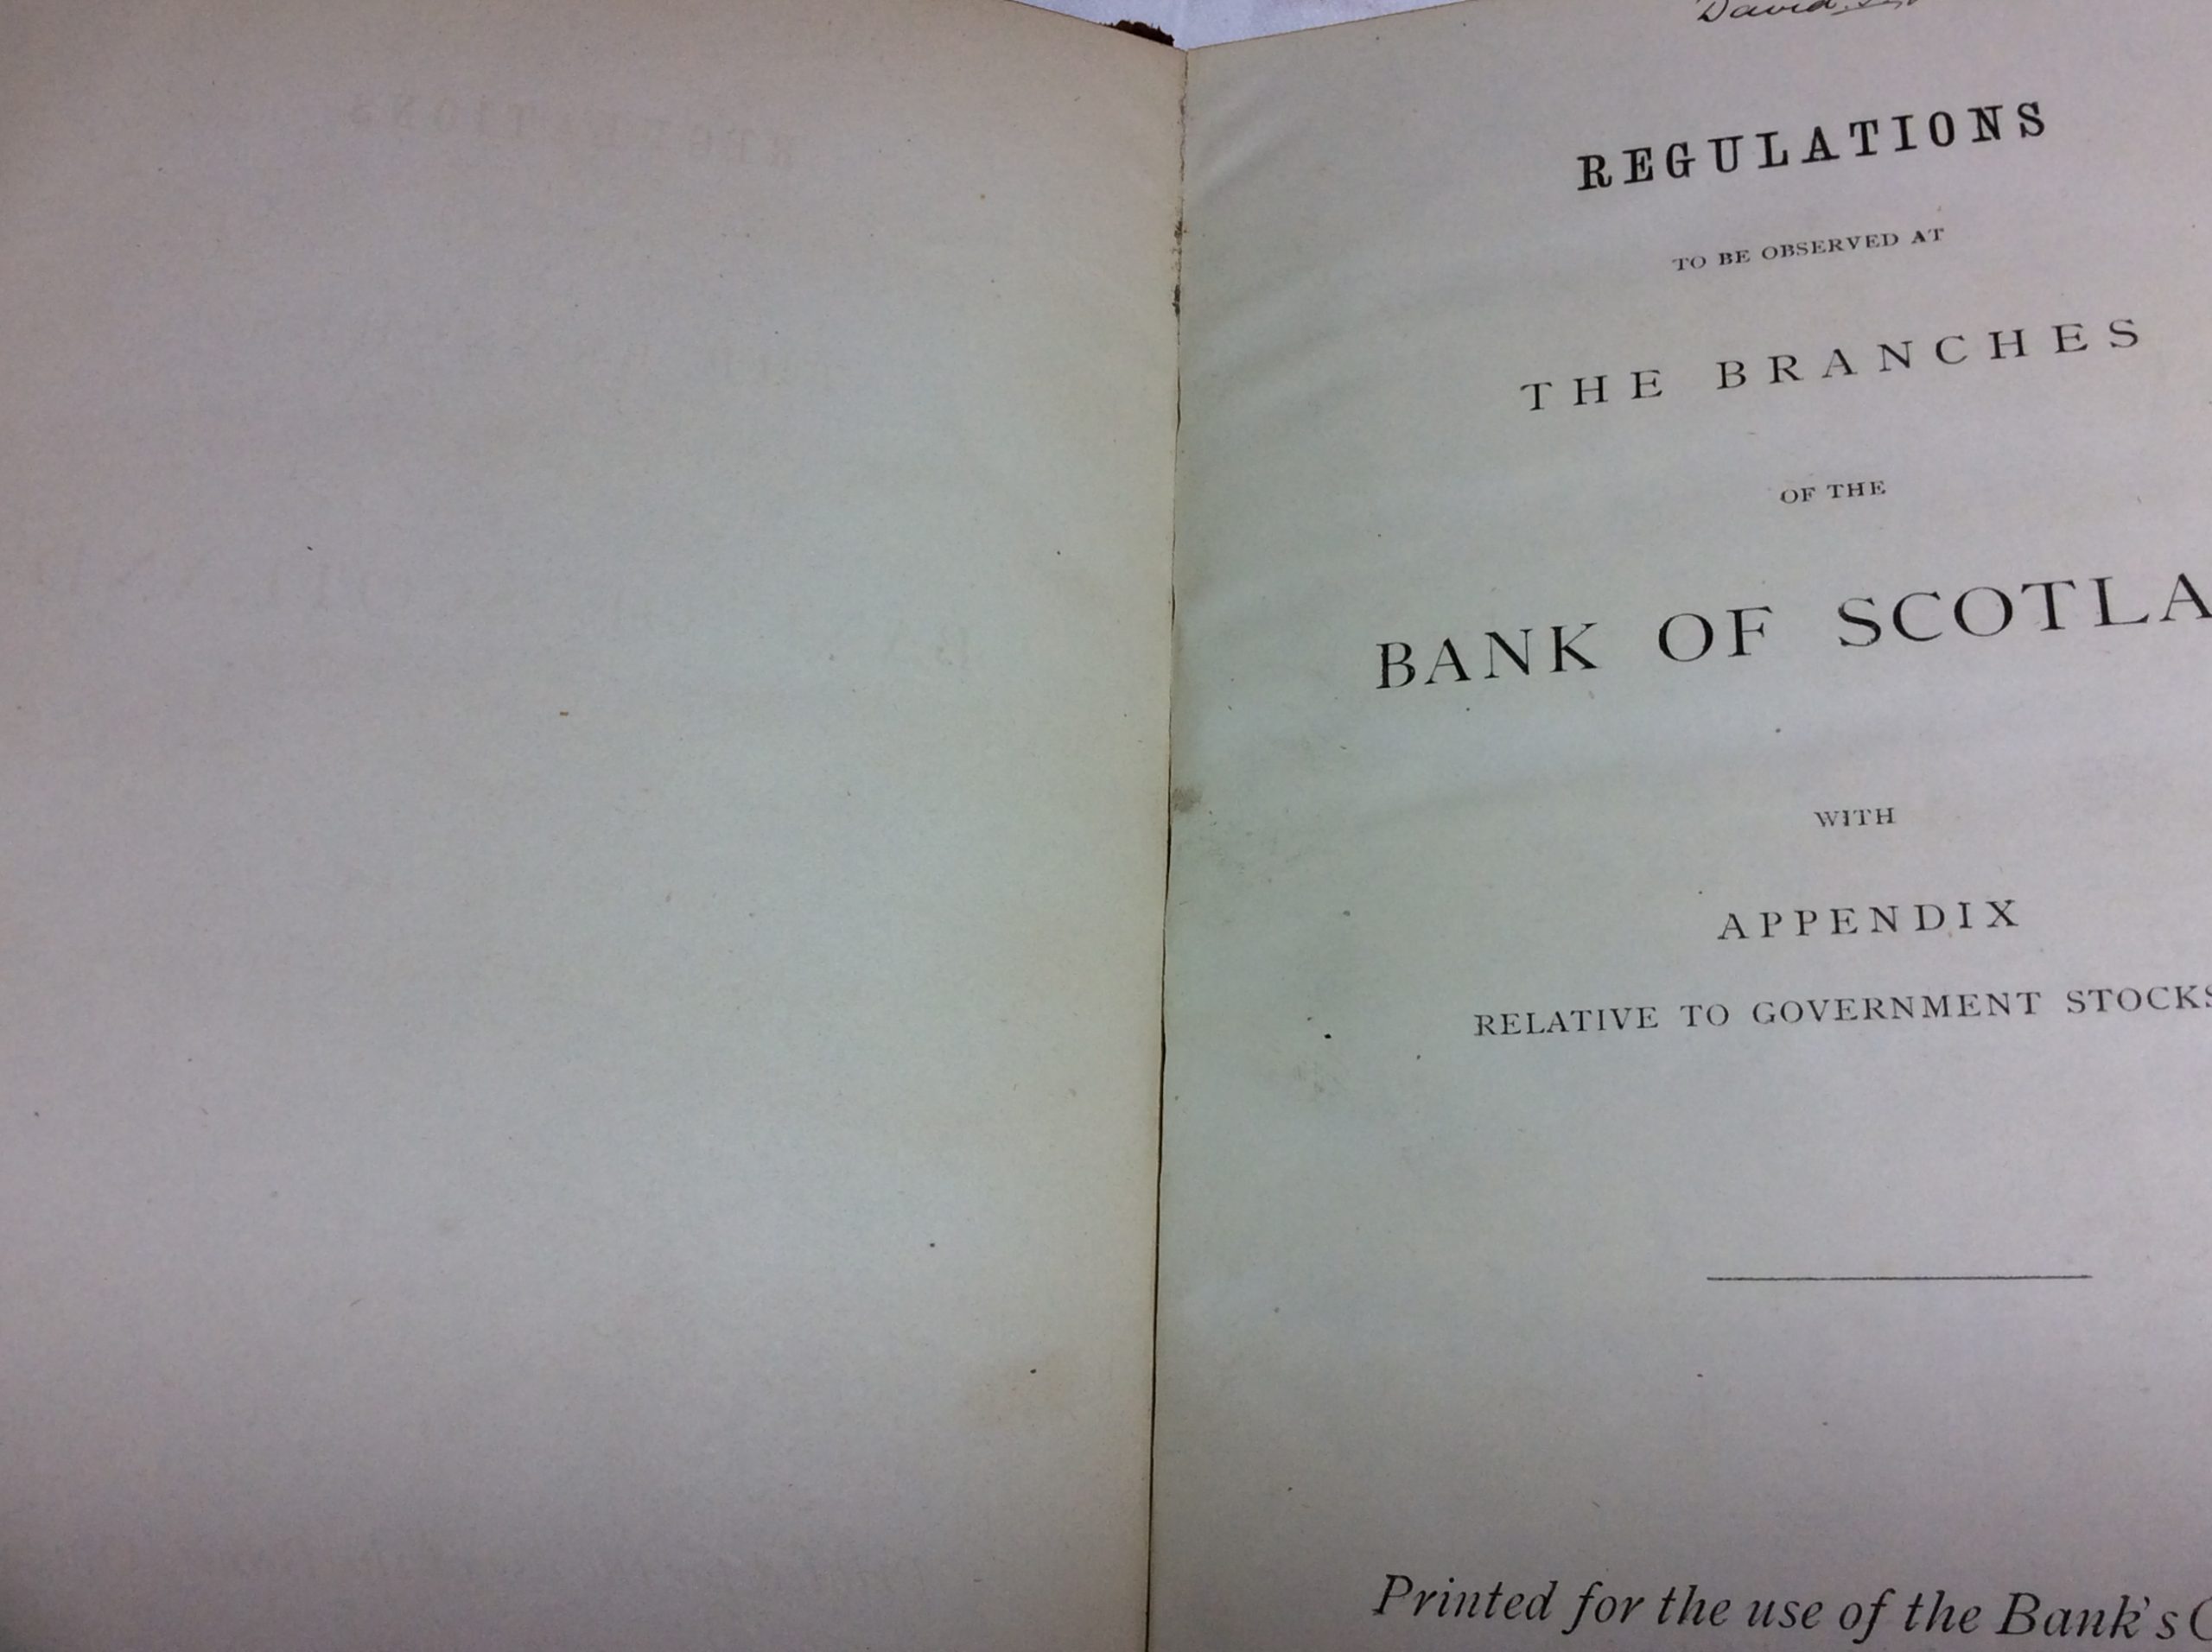 David
REGULATIONS
TO BE OBSERVED AT
THE BRANCHES
OF THE
BANK OF SCOTLA
WITH
APPENDIX
RELATIVE TO GOVERNMENT STOCKS
Printed for the use of the Bank's